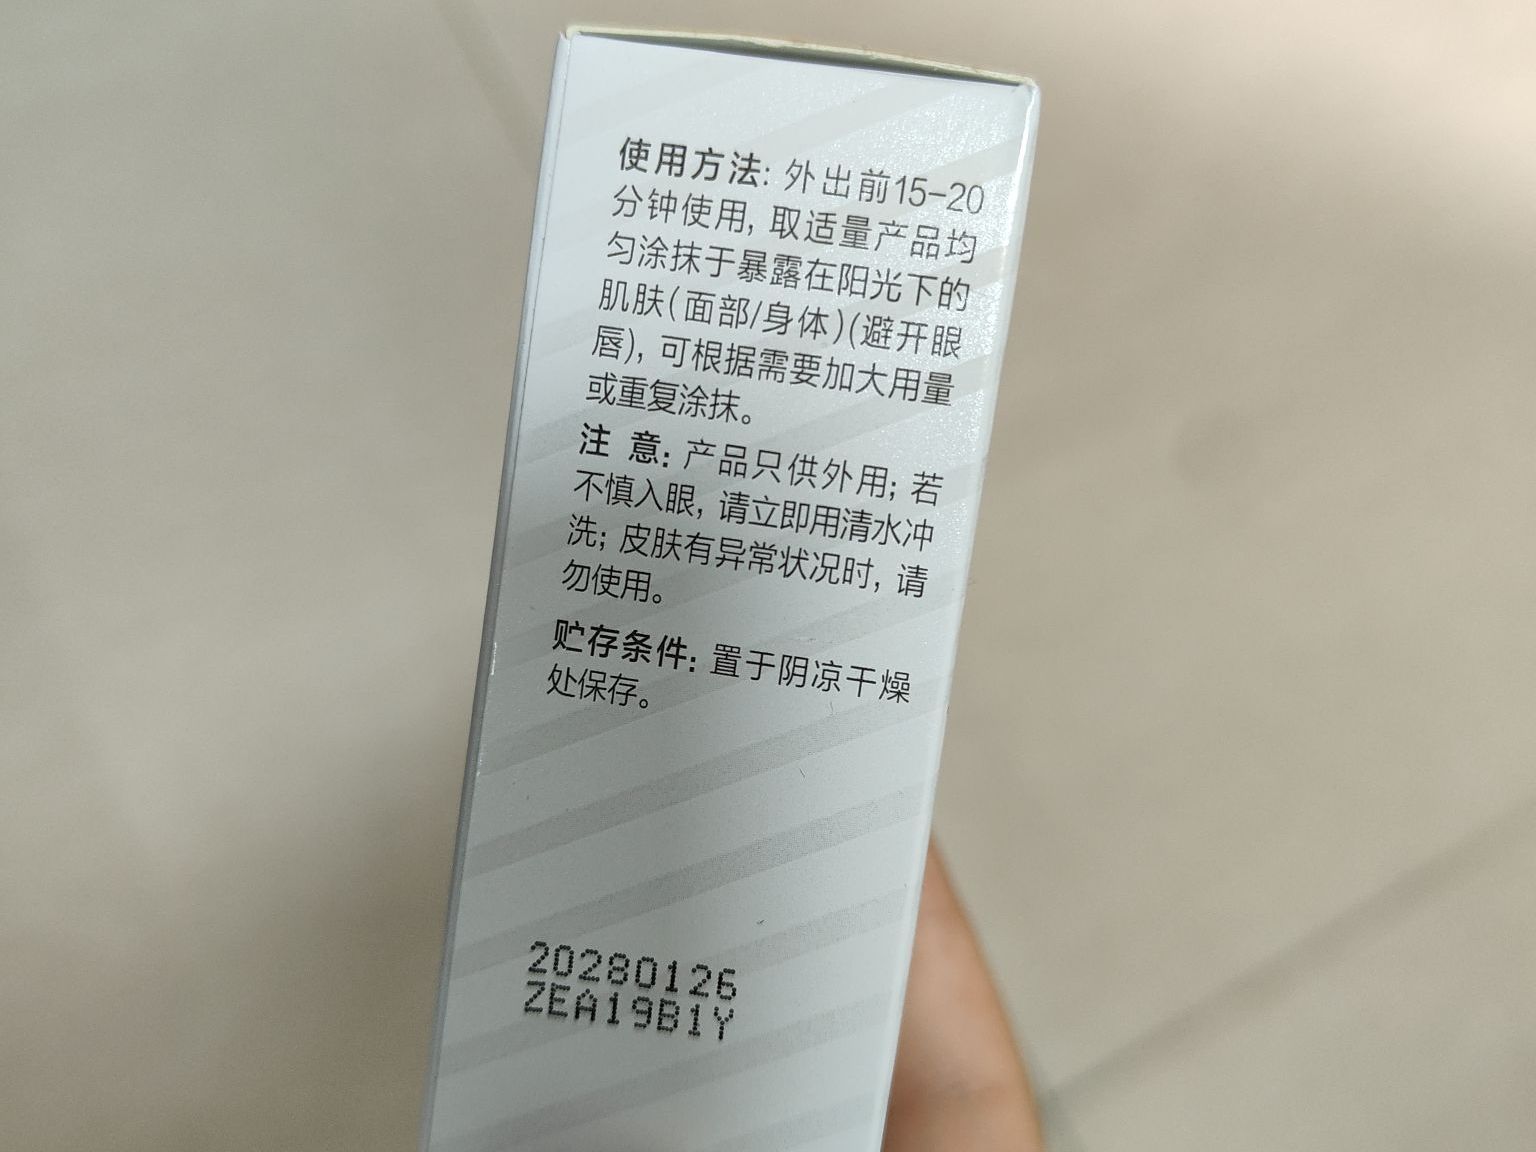 使用方法: 外出前15-20
分钟使用, 取适量产品均
匀涂抹于暴露在阳光下的
肌肤(面部/身体)(避开眼
唇), 可根据需要加大用量
或重复涂抹。
注 意: 产品只供外用; 若
不慎入眼, 请立即用清水冲
洗; 皮肤有异常状况时, 请
勿使用。
贮存条件: 置于阴凉干燥
处保存。
20280126
ZEA19B1Y